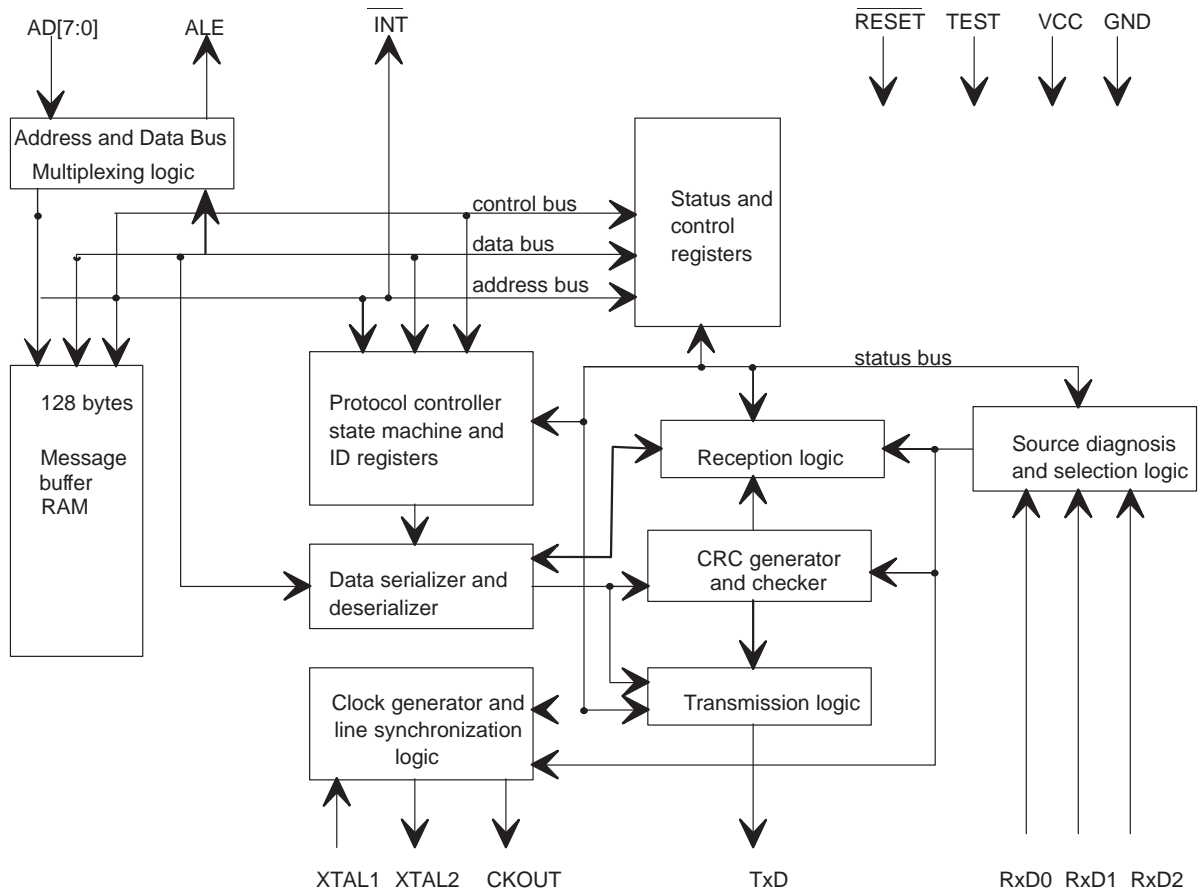 AD[7:0]
ALE
INT
RESET
TEST
VCC
GND
Address and Data Bus
Multiplexing logic
control bus
data bus
address bus
Status and
control
registers
status bus
128 bytes
Message
buffer
RAM
Protocol controller
state machine and
ID registers
Reception logic
Source diagnosis
and selection logic
Data serializer and
deserializer
CRC generator
and checker
Clock generator and
line synchronization
logic
Transmission logic
XTAL1
XTAL2
CKOUT
TxD
RxD0
RxD1
RxD2